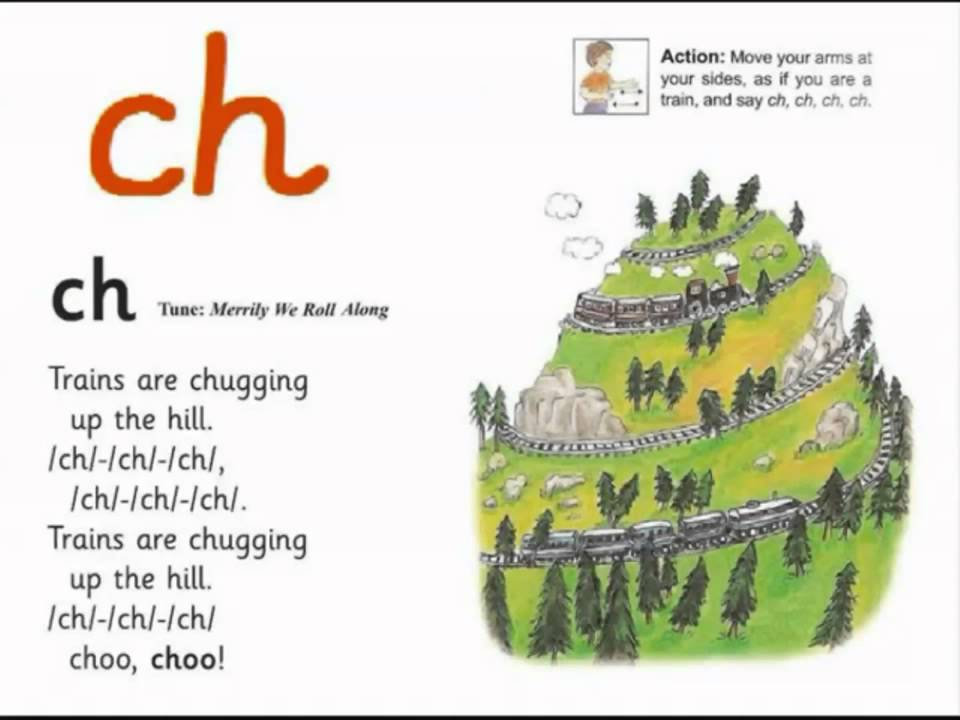 ch
Action: Move your arms at
your sides, as if you are a
train, and say ch, ch, ch, ch.
ch Tune: Merrily We Roll Along
Trains are chugging
up the hill.
/ch/-/ch/-/ch/,
/ch/-/ch/-/ch/.
Trains are chugging
up the hill.
/ch/-/ch/-/ch/
choo, choo!